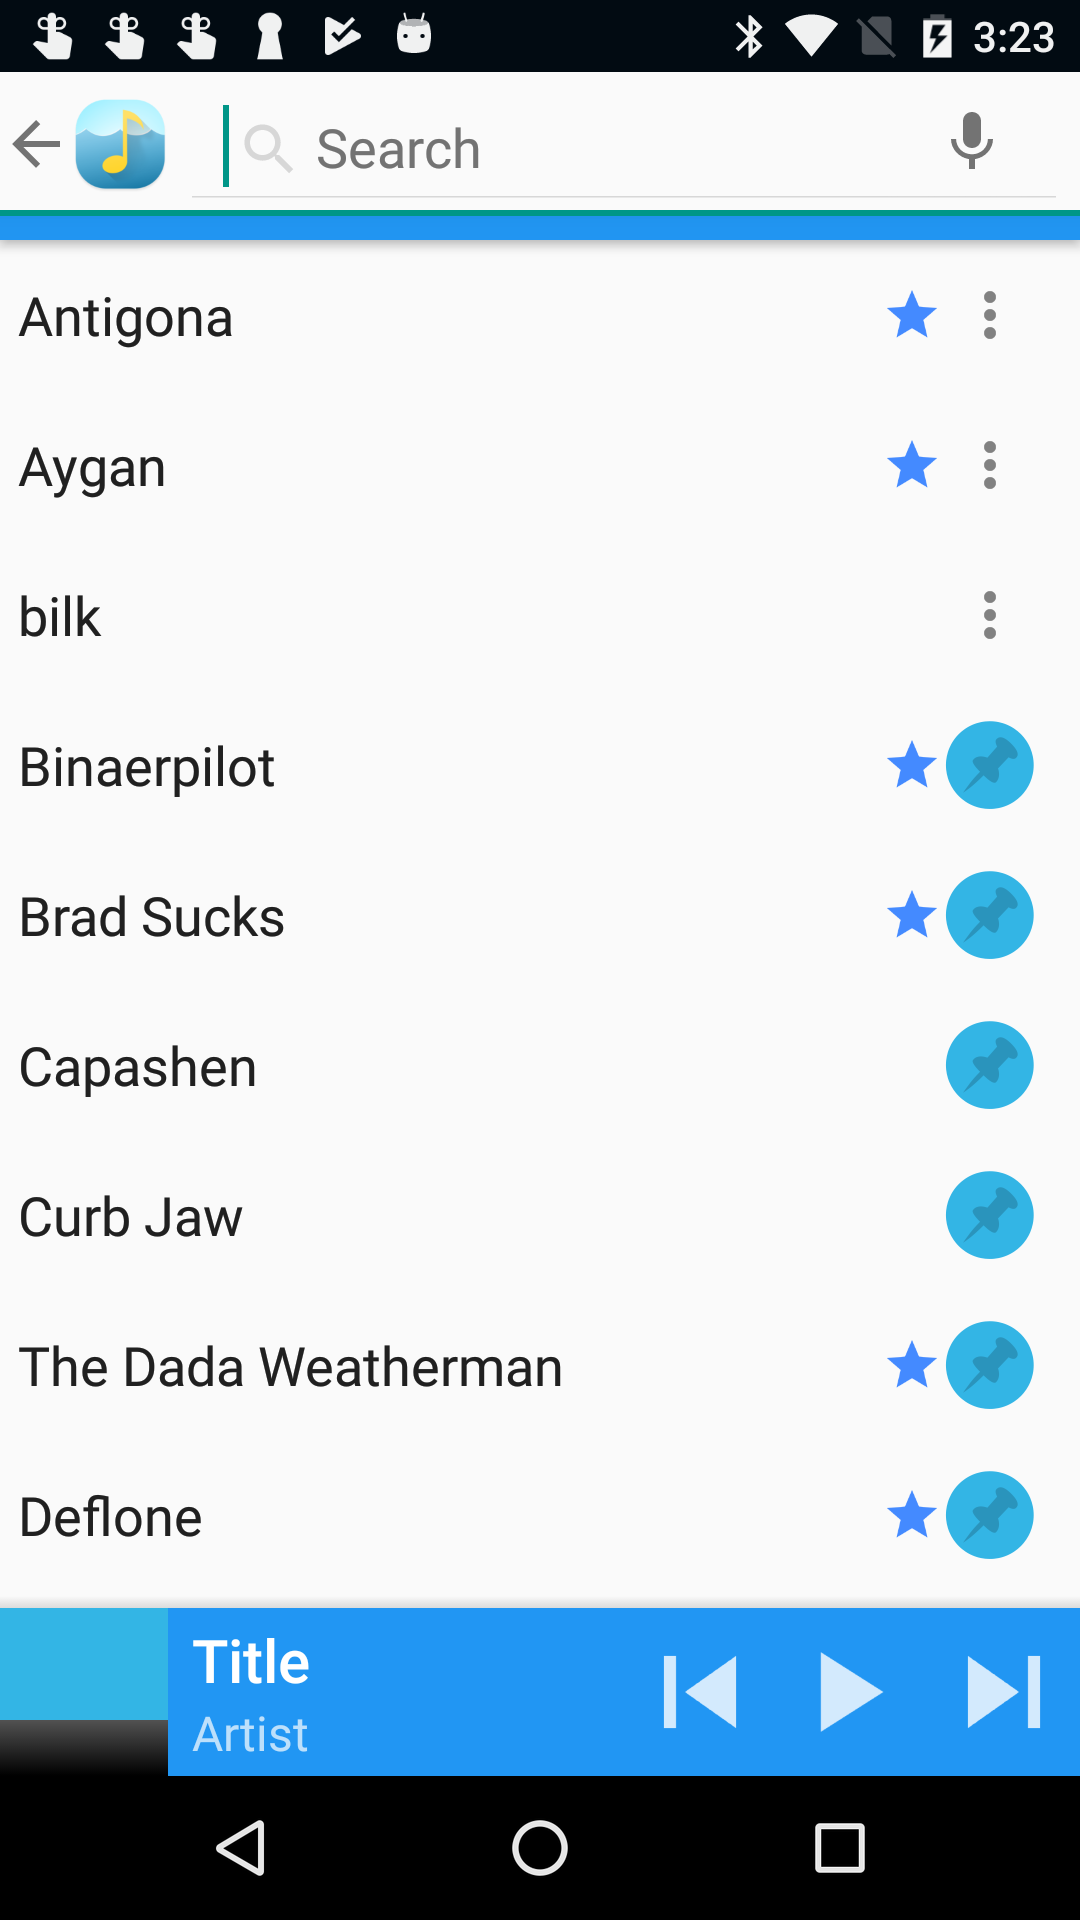 3:23
Search
Antigona
Aygan
bilk
Binaerpilot
Brad Sucks
Capashen
Curb Jaw
The Dada Weatherman
Deflone
Title
Artist